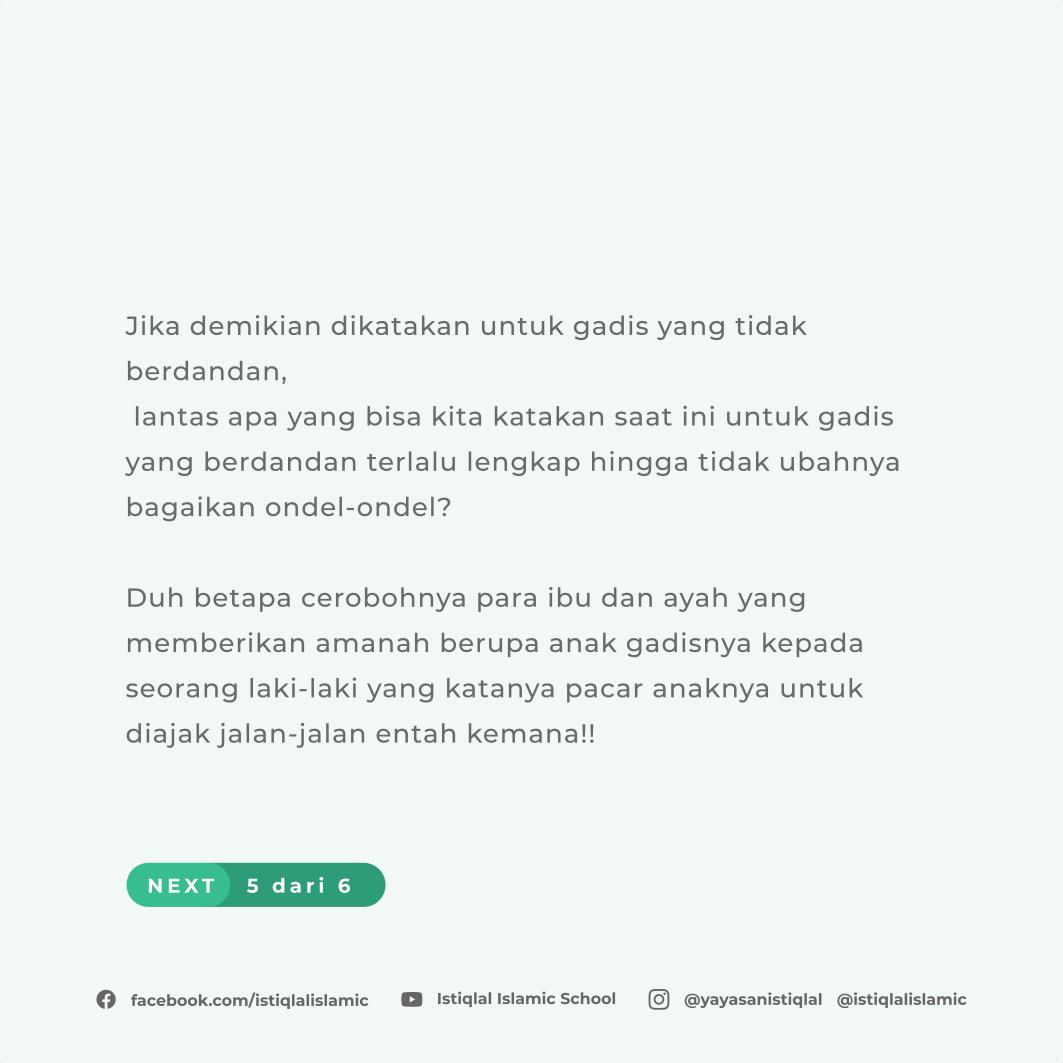 Jika demikian dikatakan untuk gadis yang tidak
berdandan,
lantas apa yang bisa kita katakan saat ini untuk gadis
yang berdandan terlalu lengkap hingga tidak ubahnya
bagaikan ondel-ondel?
Duh betapa cerobohnya para ibu dan ayah yang
memberikan amanah berupa anak gadisnya kepada
seorang laki-laki yang katanya pacar anaknya untuk
diajak jalan-jalan entah kemana!!
NEXT 5 dari 6
facebook.com/istiqlalislamic Istiqlal Islamic School @yayasanistiqlal @istiqlalislamic